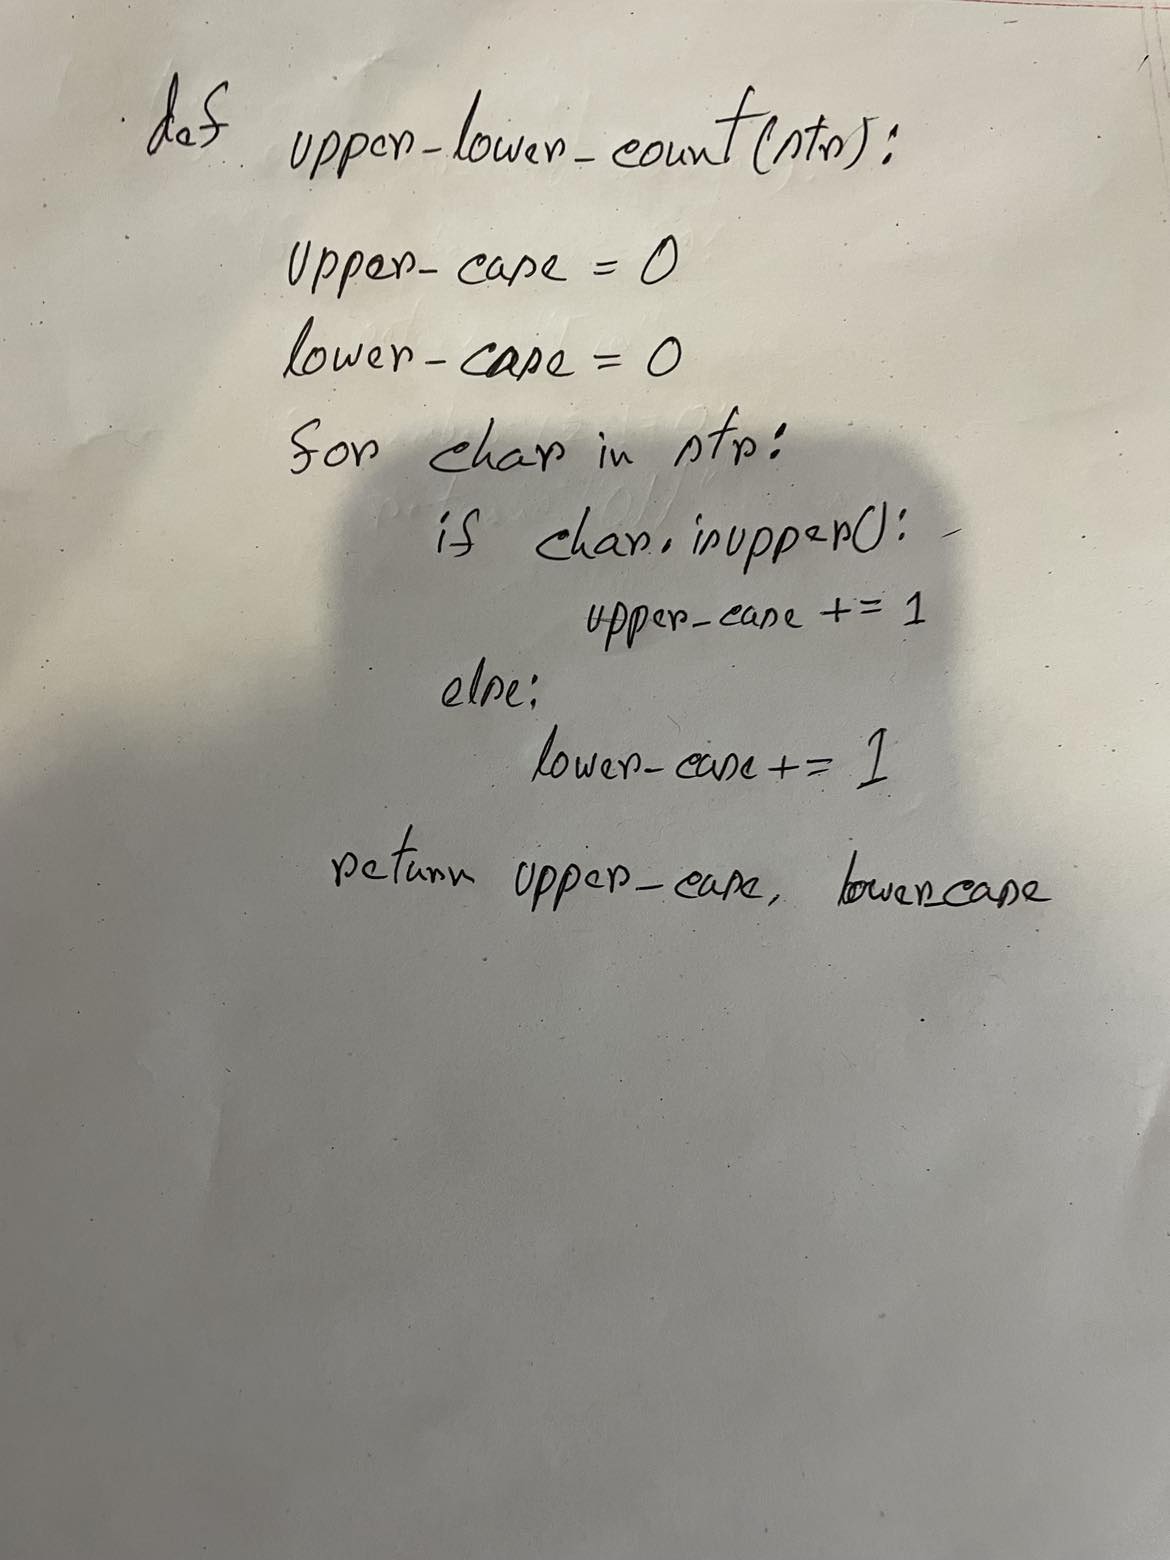 def upper_lower_count(str):
upper_case = 0
lower_case = 0
for char in str:
if char.isupper():
upper_case += 1
else:
lower_case += 1
return upper_case, lower_case